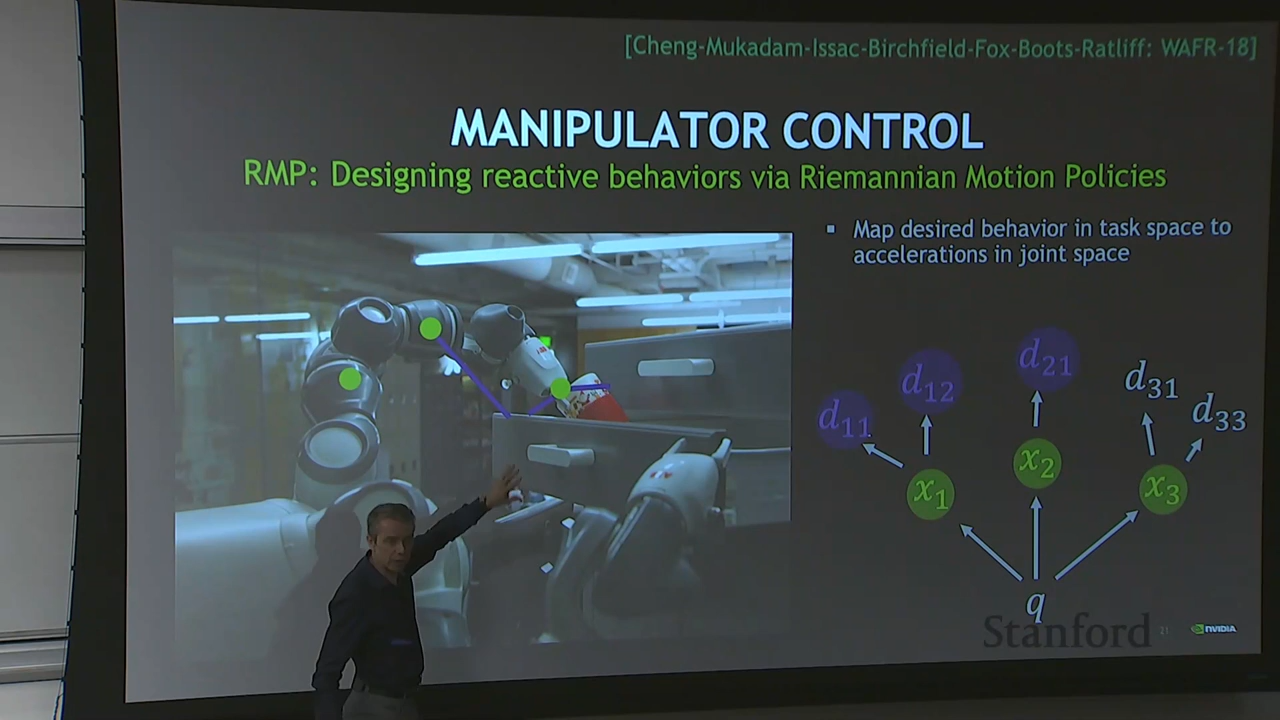 [Cheng-Mukadam-Issac-Birchfield-Fox-Boots-Ratliff: WAFR-18]
MANIPULATOR CONTROL
RMP: Designing reactive behaviors via Riemannian Motion Policies
▪ Map desired behavior in task space to
accelerations in joint space
d₁₁ d₁₂ d₂₁ d₃₁ d₃₃
x₁ x₂ x₃
q
Stanford 21 NVIDIA